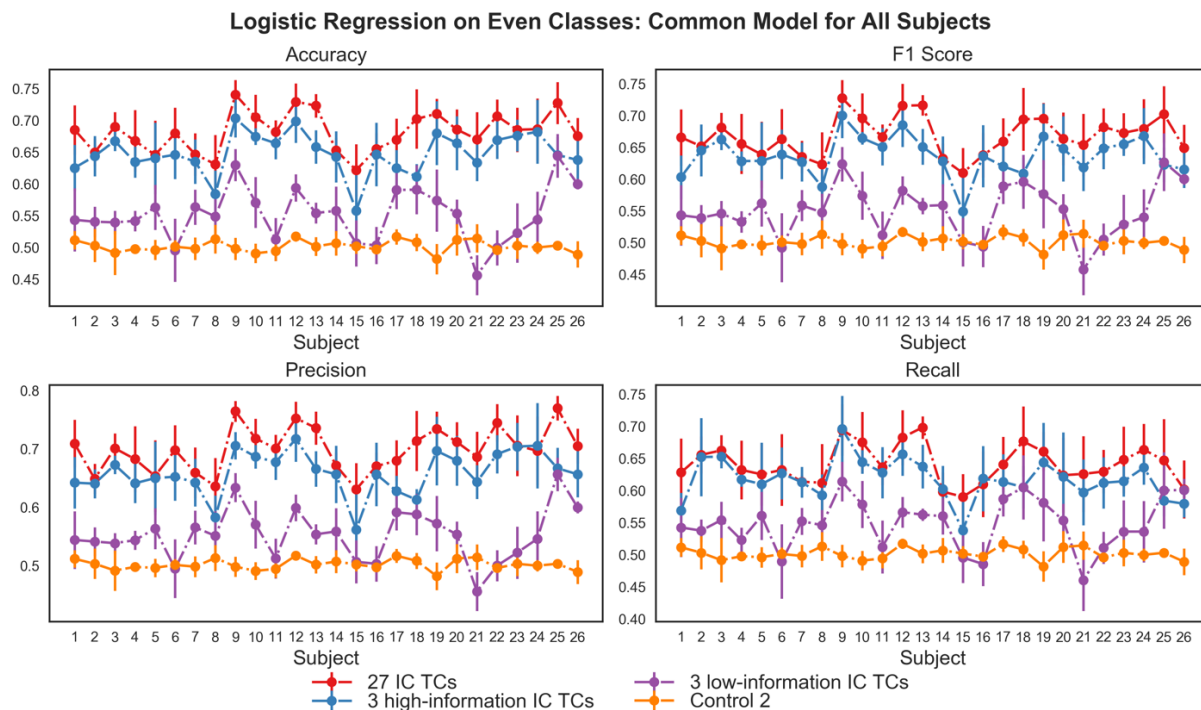 Logistic Regression on Even Classes: Common Model for All Subjects
Accuracy
0.75
0.70
0.65
0.60
0.55
0.50
0.45
1 2 3 4 5 6 7 8 9 10 11 12 13 14 15 16 17 18 19 20 21 22 23 24 25 26
Subject
F1 Score
0.75
0.70
0.65
0.60
0.55
0.50
0.45
1 2 3 4 5 6 7 8 9 10 11 12 13 14 15 16 17 18 19 20 21 22 23 24 25 26
Subject
Precision
0.8
0.7
0.6
0.5
1 2 3 4 5 6 7 8 9 10 11 12 13 14 15 16 17 18 19 20 21 22 23 24 25 26
Subject
Recall
0.75
0.70
0.65
0.60
0.55
0.50
0.45
0.40
1 2 3 4 5 6 7 8 9 10 11 12 13 14 15 16 17 18 19 20 21 22 23 24 25 26
Subject
27 IC TCs
3 high-information IC TCs
3 low-information IC TCs
Control 2